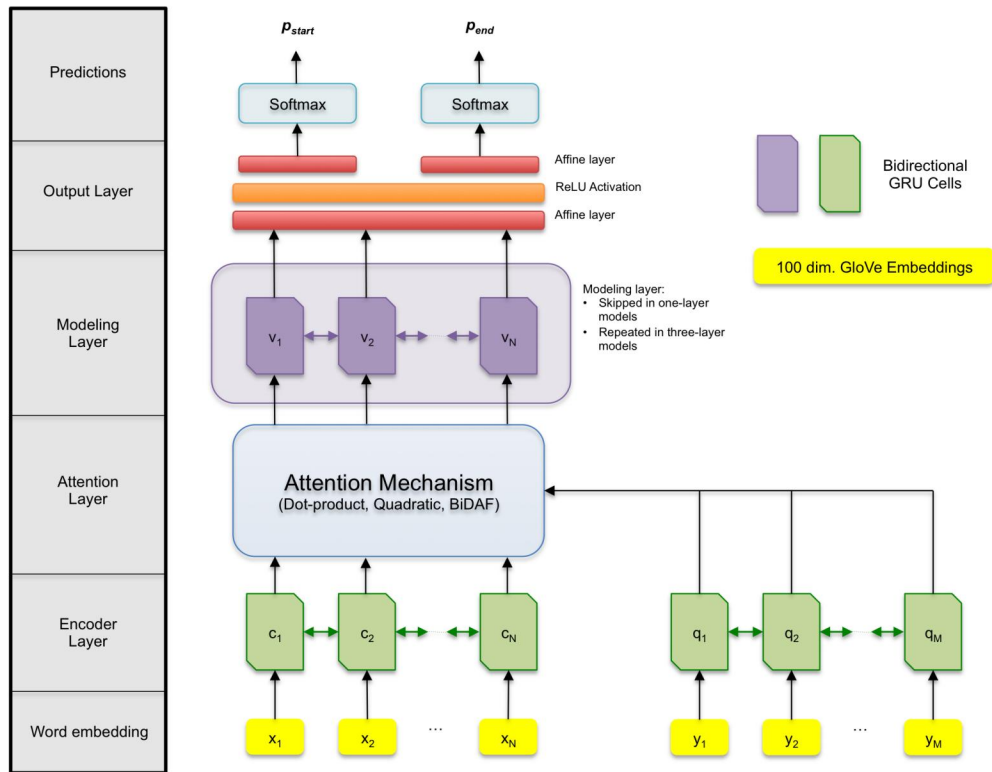 p_start
p_end
Predictions
Softmax
Softmax
Output Layer
Affine layer
ReLU Activation
Affine layer
Bidirectional
GRU Cells
100 dim. GloVe Embeddings
Modeling
Layer
v_1
v_2
v_N
Modeling layer:
• Skipped in one-layer
models
• Repeated in three-layer
models
Attention
Layer
Attention Mechanism
(Dot-product, Quadratic, BiDAF)
Encoder
Layer
c_1
c_2
c_N
q_1
q_2
q_M
Word embedding
x_1
x_2
...
x_N
y_1
y_2
...
y_M